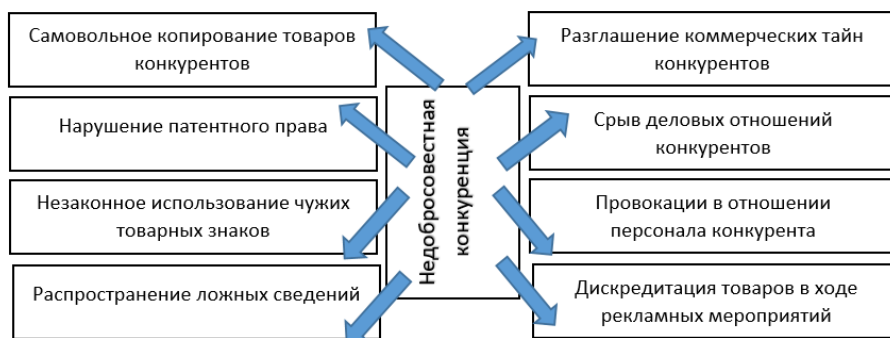 Самовольное копирование товаров
конкурентов
Нарушение патентного права
Незаконное использование чужих
товарных знаков
Распространение ложных сведений
Недобросовестная
конкуренция
Разглашение коммерческих тайн
конкурентов
Срыв деловых отношений
конкурентов
Провокации в отношении
персонала конкурента
Дискредитация товаров в ходе
рекламных мероприятий